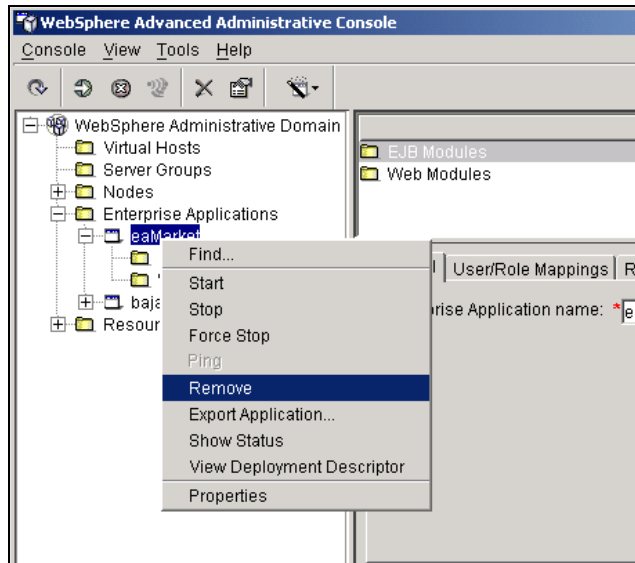 WebSphere Advanced Administrative Console
Console View Tools Help
WebSphere Administrative Domain
Virtual Hosts
Server Groups
Nodes
Enterprise Applications
eaMarket
baja
Resour
EJB Modules
Web Modules
User/Role Mappings R
rise Application name: *e
Find...
Start
Stop
Force Stop
Ping
Remove
Export Application...
Show Status
View Deployment Descriptor
Properties